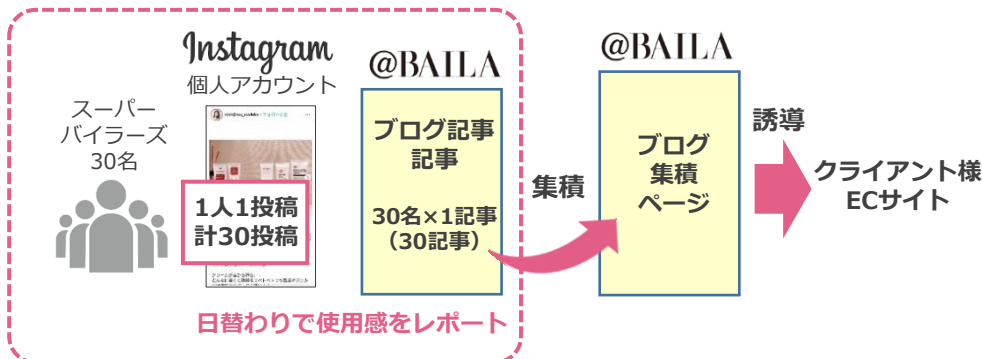 スーパー
バイラーズ
30名
Instagram
個人アカウント
1人1投稿
計30投稿
@BAILA
ブログ記事
記事
30名×1記事
（30記事）
日替わりで使用感をレポート
集積
@BAILA
ブログ
集積
ページ
誘導
クライアント様
ECサイト